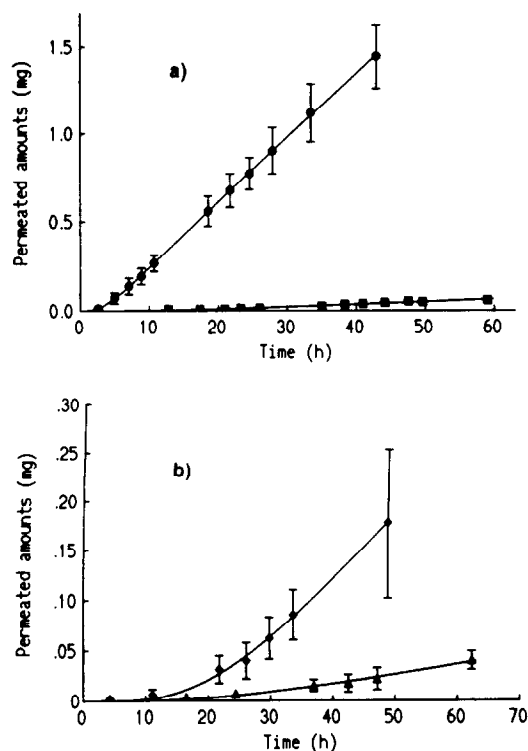 a)
Permeated amounts (mg)
1.5
1.0
0.5
0.0
0 10 20 30 40 50 60
Time (h)
b)
Permeated amounts (mg)
.30
.25
.20
.15
.10
.05
0
0 10 20 30 40 50 60 70
Time (h)